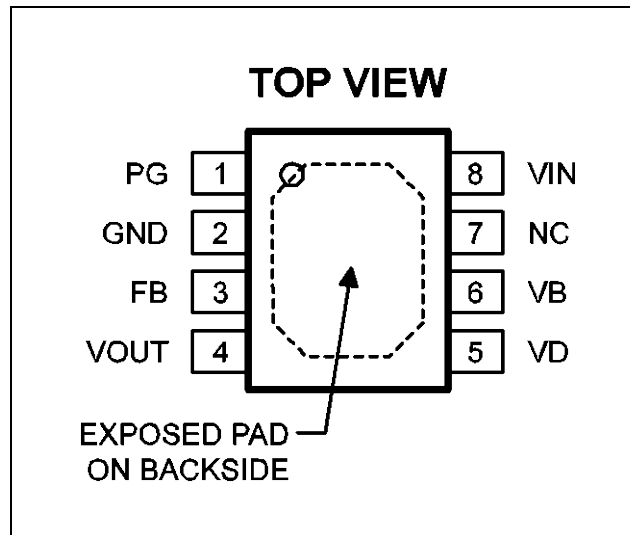 TOP VIEW
PG 1 8 VIN
GND 2 7 NC
FB 3 6 VB
VOUT 4 5 VD
EXPOSED PAD
ON BACKSIDE